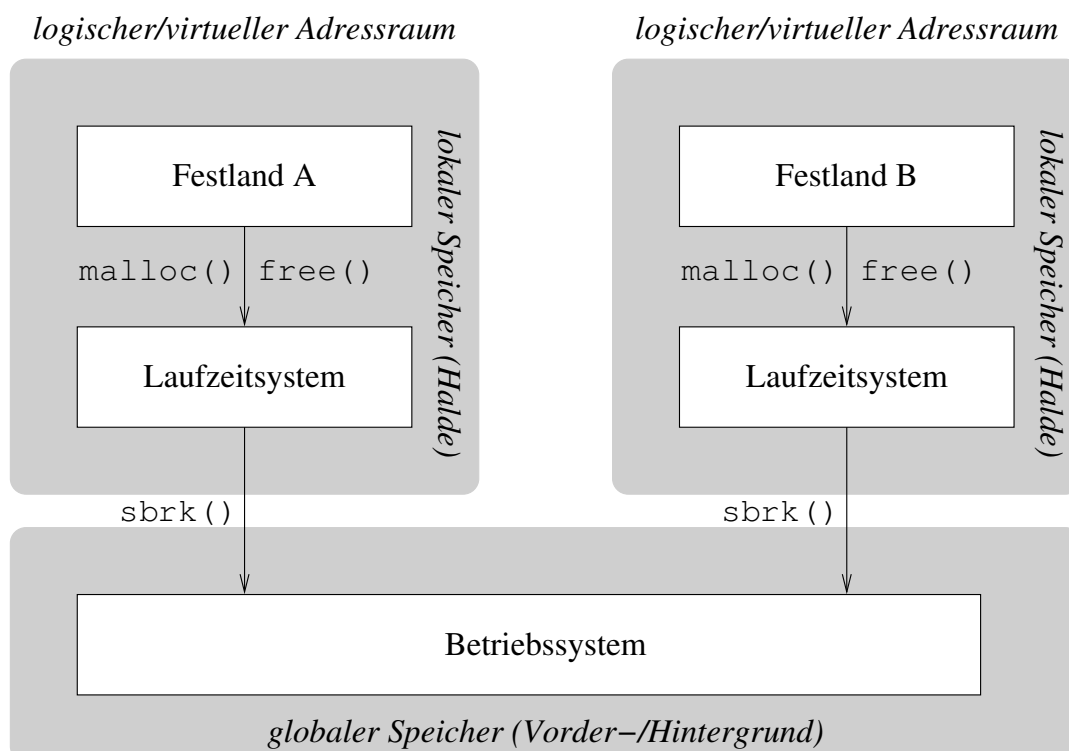 logischer/virtueller Adressraum
logischer/virtueller Adressraum
Festland A
lokaler Speicher (Halde)
Festland B
lokaler Speicher (Halde)
malloc() free()
malloc() free()
Laufzeitsystem
Laufzeitsystem
sbrk()
sbrk()
Betriebssystem
globaler Speicher (Vorder−/Hintergrund)